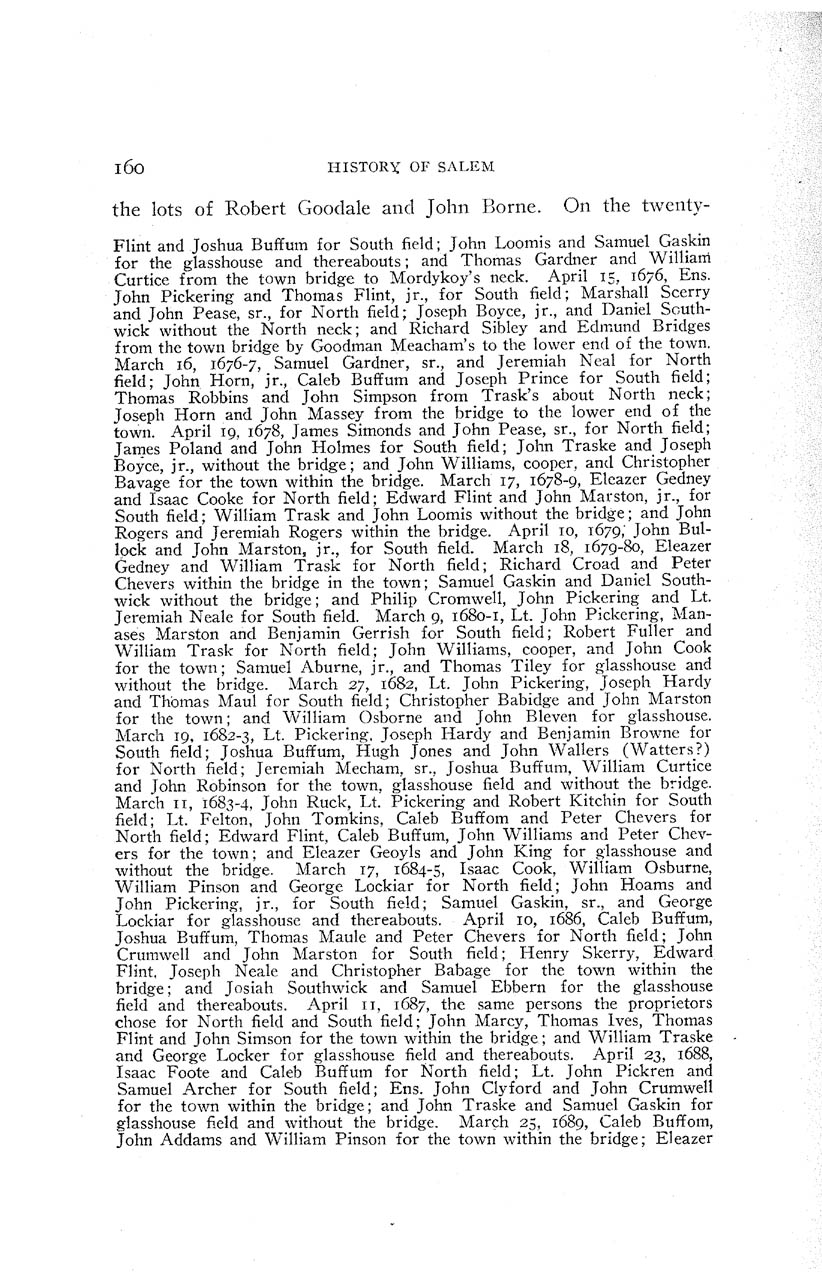 160 HISTORY OF SALEM
the lots of Robert Goodale and John Borne. On the twenty-
Flint and Joshua Buffum for South field; John Loomis and Samuel Gaskin
for the glasshouse and thereabouts; and Thomas Gardner and William
Curtice from the town bridge to Mordykoy's neck. April 15, 1676, Ens.
John Pickering and Thomas Flint, jr., for South field; Marshall Scerry
and John Pease, sr., for North field; Joseph Boyce, jr., and Daniel South-
wick without the North neck; and Richard Sibley and Edmund Bridges
from the town bridge by Goodman Meacham's to the lower end of the town.
March 16, 1676-7, Samuel Gardner, sr., and Jeremiah Neal for North
field; John Horn, jr., Caleb Buffum and Joseph Prince for South field;
Thomas Robbins and John Simpson from Trask's about North neck;
Joseph Horn and John Massey from the bridge to the lower end of the
town. April 19, 1678, James Simonds and John Pease, sr., for North field;
James Poland and John Holmes for South field; John Traske and Joseph
Boyce, jr., without the bridge; and John Williams, cooper, and Christopher
Bavage for the town within the bridge. March 17, 1678-9, Eleazer Gedney
and Isaac Cooke for North field; Edward Flint and John Marston, jr., for
South field; William Trask and John Loomis without the bridge; and John
Rogers and Jeremiah Rogers within the bridge. April 10, 1679, John Bul-
lock and John Marston, jr., for South field. March 18, 1679-80, Eleazer
Gedney and William Trask for North field; Richard Croad and Peter
Chevers within the bridge in the town; Samuel Gaskin and Daniel South-
wick without the bridge; and Philip Cromwell, John Pickering and Lt.
Jeremiah Neale for South field. March 9, 1680-1, Lt. John Pickering, Man-
ases Marston and Benjamin Gerrish for South field; Robert Fuller and
William Trask for North field; John Williams, cooper, and John Cook
for the town; Samuel Aburne, jr., and Thomas Tiley for glasshouse and
without the bridge. March 27, 1682, Lt. John Pickering, Joseph Hardy
and Thomas Maul for South field; Christopher Babidge and John Marston
for the town; and William Osborne and John Bleven for glasshouse.
March 19, 1682-3, Lt. Pickering, Joseph Hardy and Benjamin Browne for
South field; Joshua Buffum, Hugh Jones and John Wallers (Watters?)
for North field; Jeremiah Mecham, sr., Joshua Buffum, William Curtice
and John Robinson for the town, glasshouse field and without the bridge.
March 11, 1683-4, John Ruck, Lt. Pickering and Robert Kitchin for South
field; Lt. Felton, John Tomkins, Caleb Buffom and Peter Chevers for
North field; Edward Flint, Caleb Buffum, John Williams and Peter Chev-
ers for the town; and Eleazer Geoyls and John King for glasshouse and
without the bridge. March 17, 1684-5, Isaac Cook, William Osburne,
William Pinson and George Lockiar for North field; John Hoams and
John Pickering, jr., for South field; Samuel Gaskin, sr., and George
Lockiar for glasshouse and thereabouts. April 10, 1686, Caleb Buffum,
Joshua Buffum, Thomas Maule and Peter Chevers for North field; John
Crumwell and John Marston for South field; Henry Skerry, Edward
Flint, Joseph Neale and Christopher Babage for the town within the
bridge; and Josiah Southwick and Samuel Ebbern for the glasshouse
field and thereabouts. April 11, 1687, the same persons the proprietors
chose for North field and South field; John Marcy, Thomas Ives, Thomas
Flint and John Simson for the town within the bridge; and William Traske
and George Locker for glasshouse field and thereabouts. April 23, 1688,
Isaac Foote and Caleb Buffum for North field; Lt. John Pickren and
Samuel Archer for South field; Ens. John Clyford and John Crumwell
for the town within the bridge; and John Traske and Samuel Gaskin for
glasshouse field and without the bridge. March 25, 1689, Caleb Buffom,
John Addams and William Pinson for the town within the bridge; Eleazer